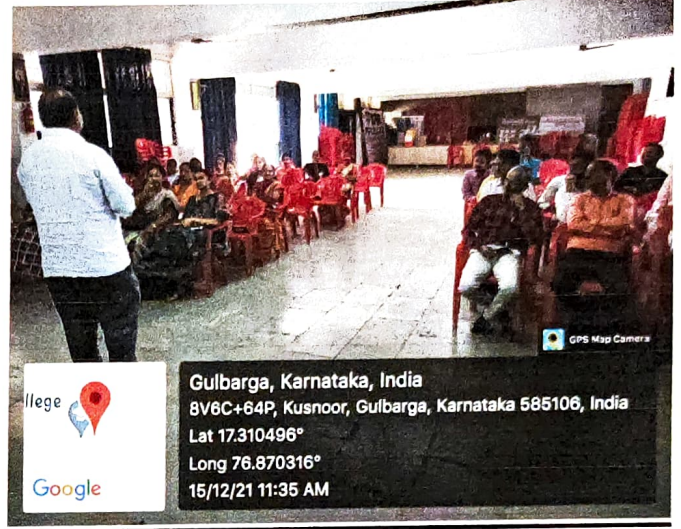 GPS Map Camera
llege
Google
Gulbarga, Karnataka, India
8V6C+64P, Kusnoor, Gulbarga, Karnataka 585106, India
Lat 17.310496°
Long 76.870316°
15/12/21 11:35 AM